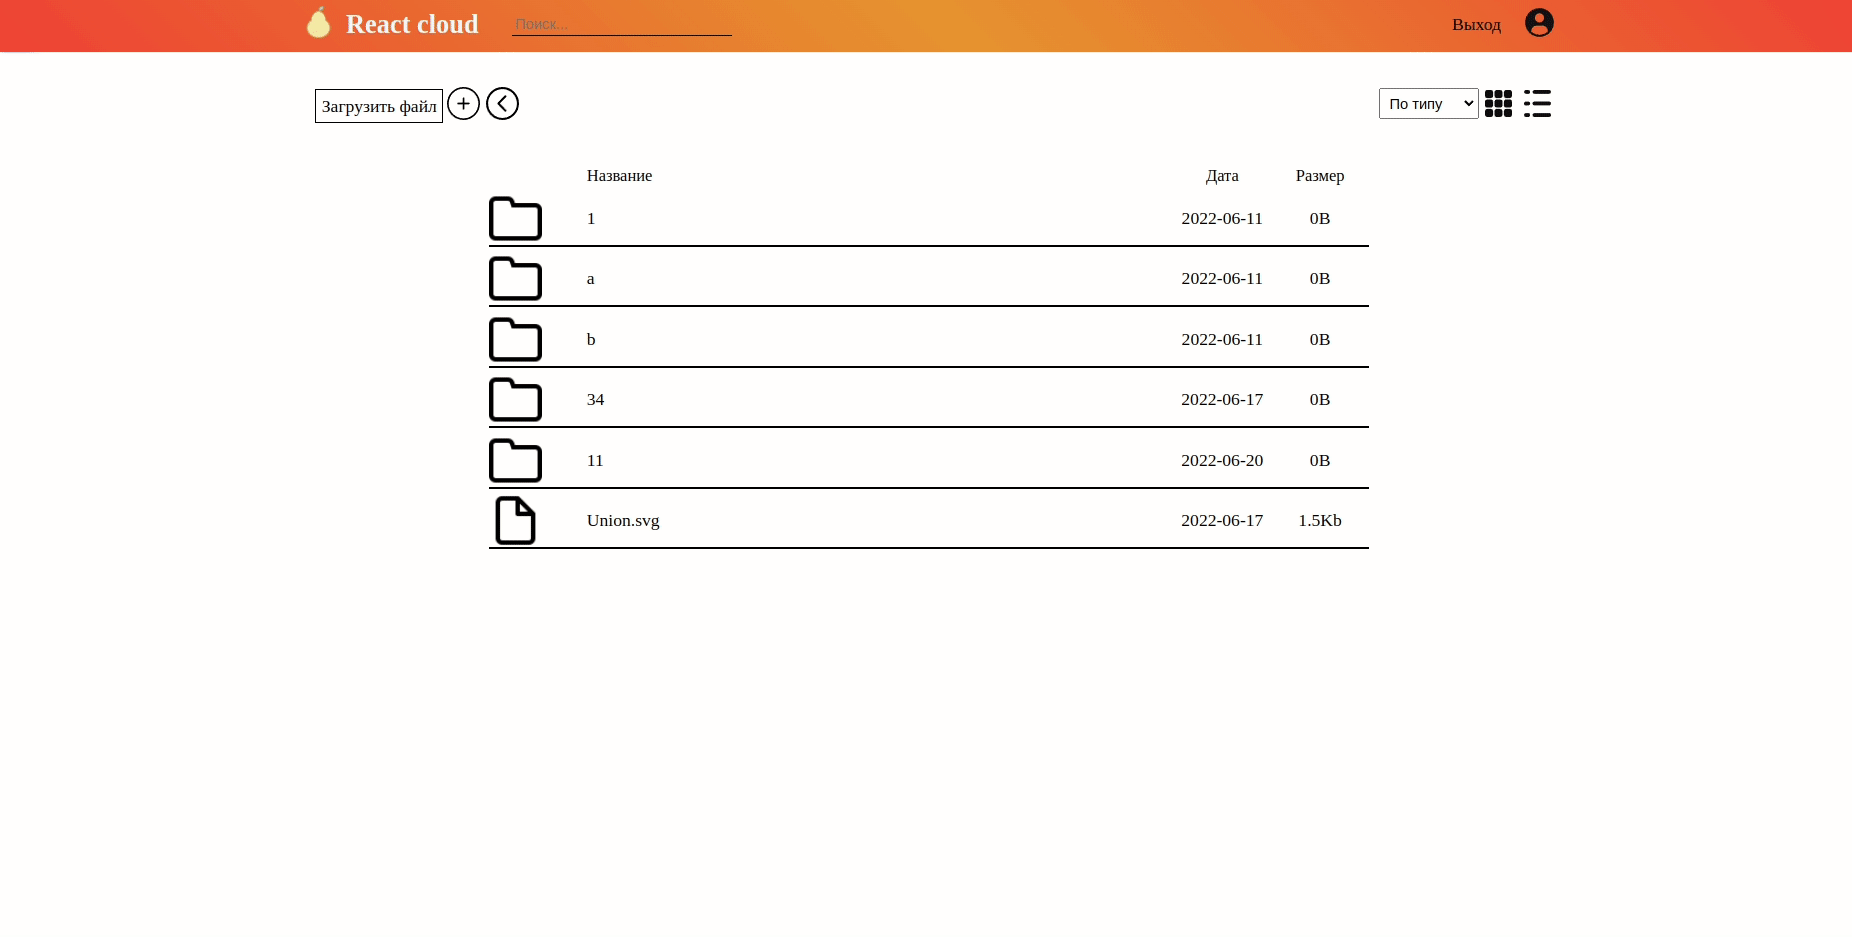 React cloud Поиск... Выход
Загрузить файл По типу
Название Дата Размер
1 2022-06-11 0B
a 2022-06-11 0B
b 2022-06-11 0B
34 2022-06-17 0B
11 2022-06-20 0B
Union.svg 2022-06-17 1.5Kb